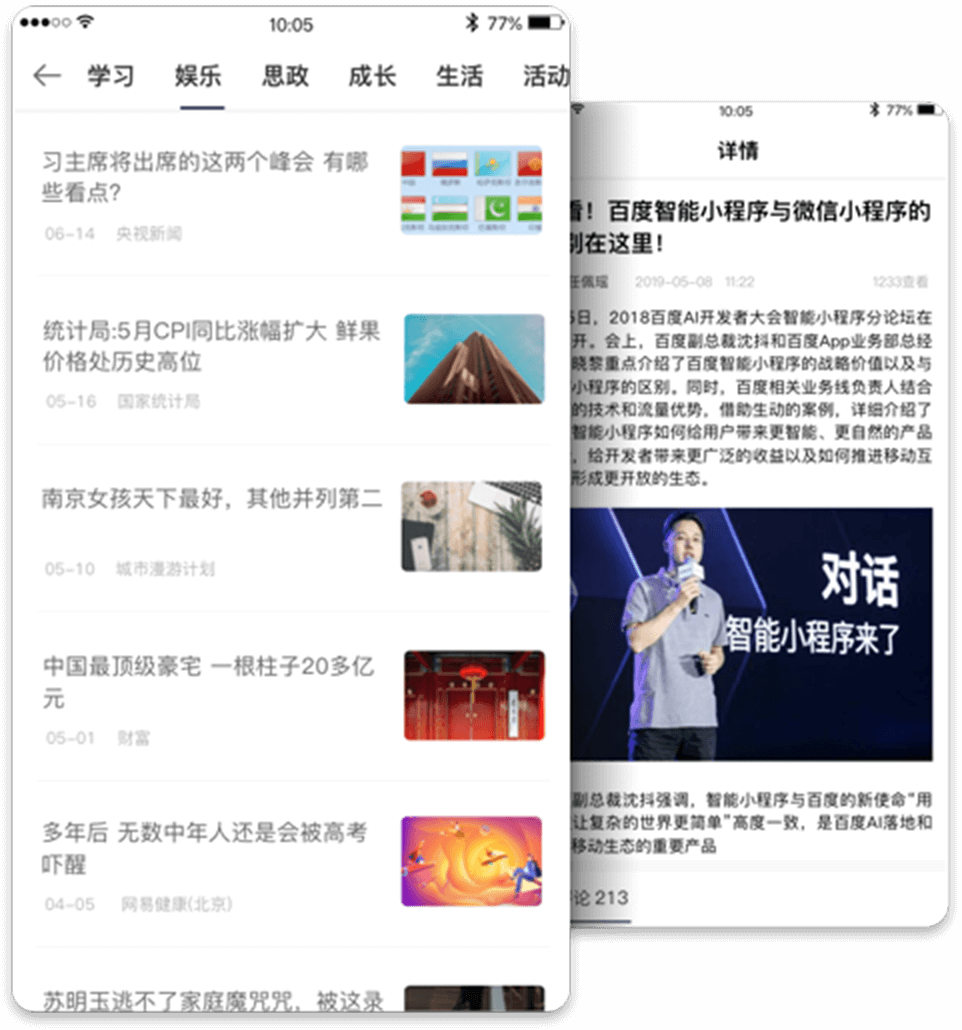 10:05
77%
学习 娱乐 思政 成长 生活 活动
习主席将出席的这两个峰会 有哪
些看点?
06-14 央视新闻
统计局:5月CPI同比涨幅扩大 鲜果
价格处历史高位
05-16 国家统计局
南京女孩天下最好，其他并列第二
05-10 城市漫游计划
中国最顶级豪宅 一根柱子20多亿
元
05-01 财富
多年后 无数中年人还是会被高考
吓醒
04-05 网易健康(北京)
苏明玉逃不了家庭魔咒咒，被这录
10:05
77%
详情
看！百度智能小程序与微信小程序的
别在这里！
任佩瑶 2019-05-08 11:22 1233查看
5日，2018百度AI开发者大会智能小程序分论坛在
开。会上，百度副总裁沈抖和百度App业务部总经
晓黎重点介绍了百度智能小程序的战略价值以及与
小程序的区别。同时，百度相关业务线负责人结合
的技术和流量优势，借助生动的案例，详细介绍了
智能小程序如何给用户带来更智能、更自然的产品
，给开发者带来更广泛的收益以及如何推进移动互
形成更开放的生态。
对话
智能小程序来了
副总裁沈抖强调，智能小程序与百度的新使命“用
让复杂的世界更简单”高度一致，是百度AI落地和
移动生态的重要产品
论 213